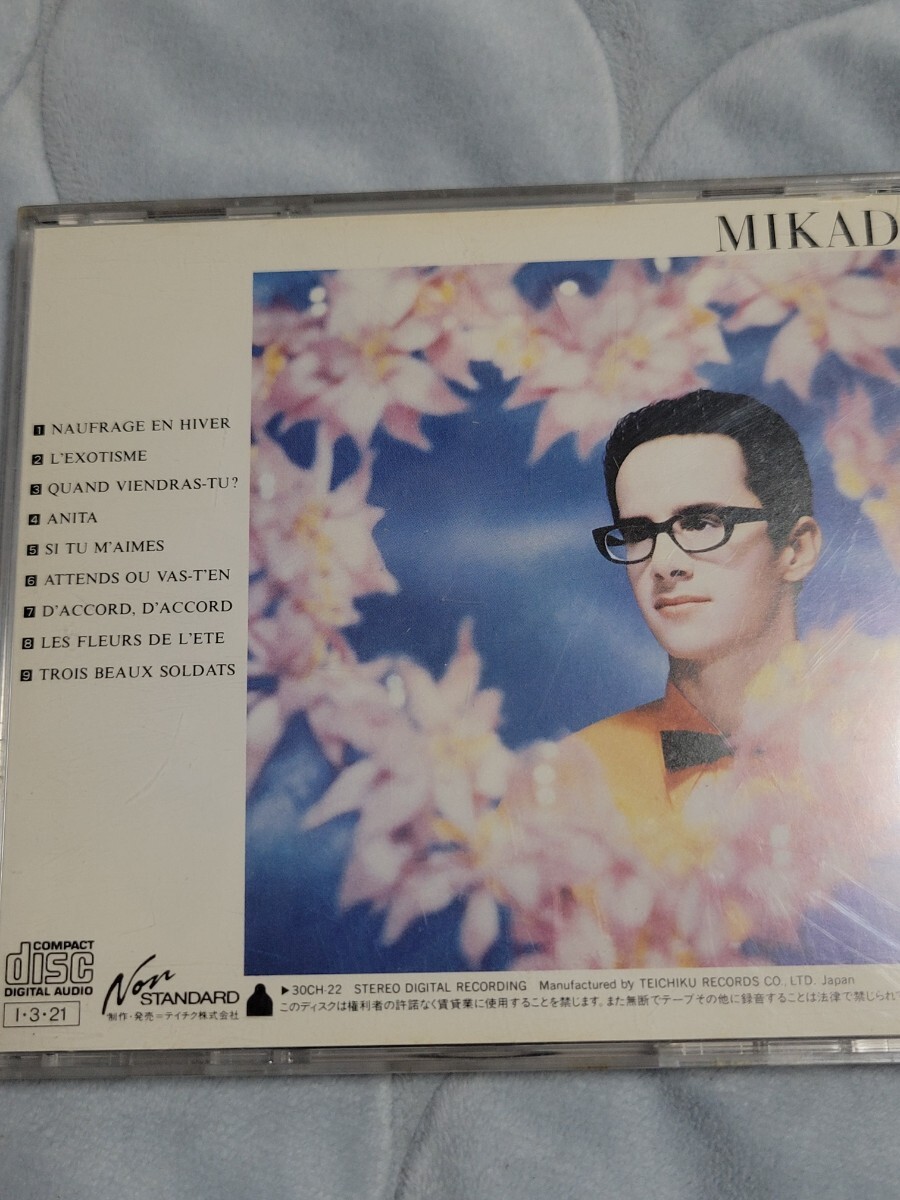 MIKAD
1 NAUFRAGE EN HIVER
2 L'EXOTISME
3 QUAND VIENDRAS-TU?
4 ANITA
5 SI TU M'AIMES
6 ATTENDS OU VAS-T'EN
7 D'ACCORD, D'ACCORD
8 LES FLEURS DE L'ETE
9 TROIS BEAUX SOLDATS
COMPACT
disc
DIGITAL AUDIO
I・3・21
Non
STANDARD
制作・発売=テイチク株式会社
▶30CH-22 STEREO DIGITAL RECORDING Manufactured by TEICHIKU RECORDS CO., LTD. Japan
このディスクは権利者の許諾なく賃貸業に使用することを禁じます。また無断でテープその他に録音することは法律で禁じられて